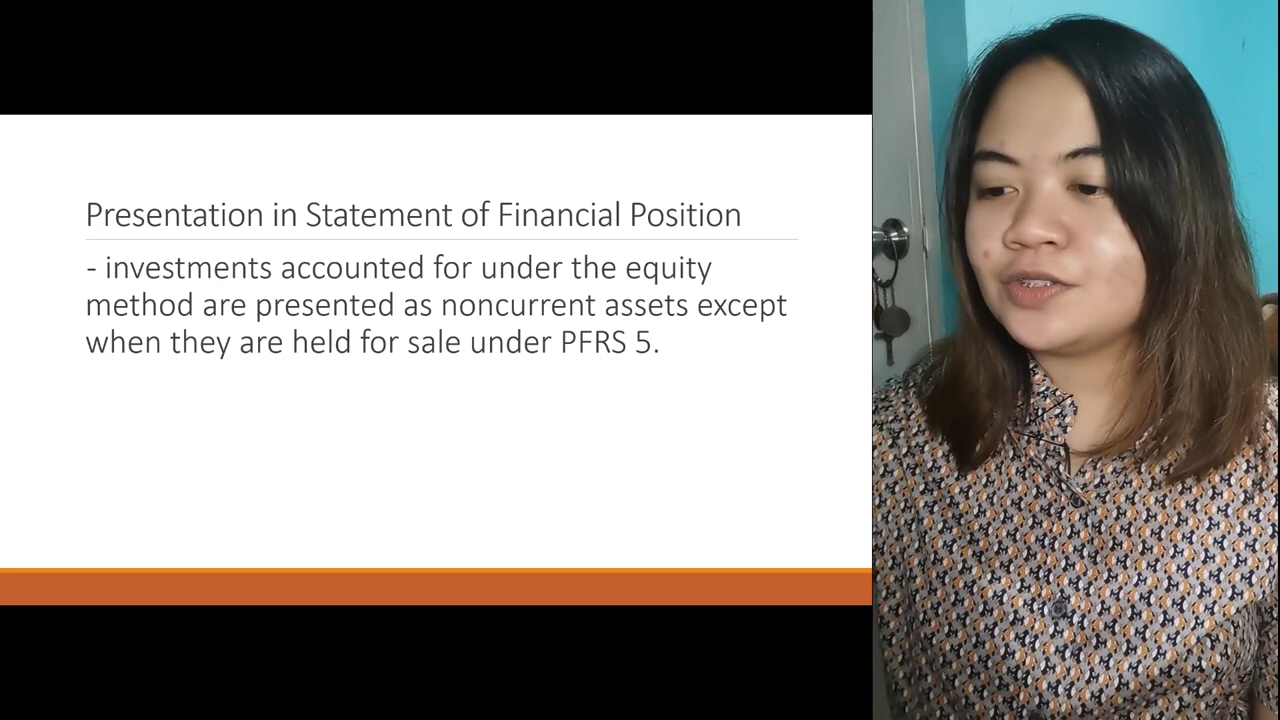 Presentation in Statement of Financial Position
- investments accounted for under the equity
method are presented as noncurrent assets except
when they are held for sale under PFRS 5.